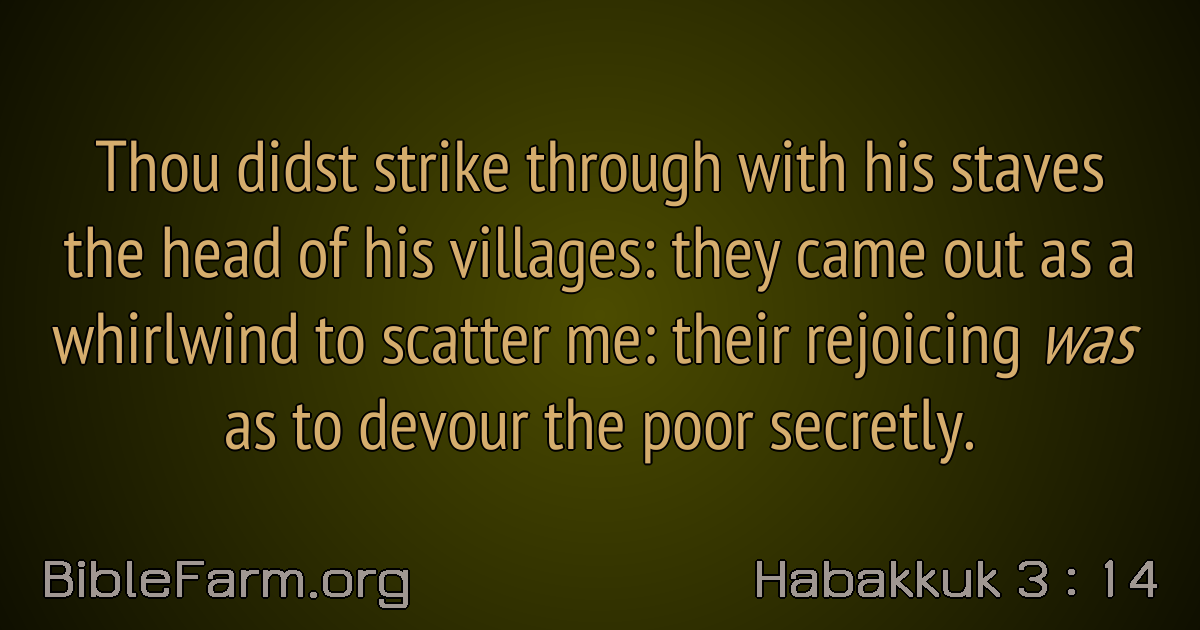 Thou didst strike through with his staves
the head of his villages: they came out as a
whirlwind to scatter me: their rejoicing was
as to devour the poor secretly.
BibleFarm.org
Habakkuk 3 : 14